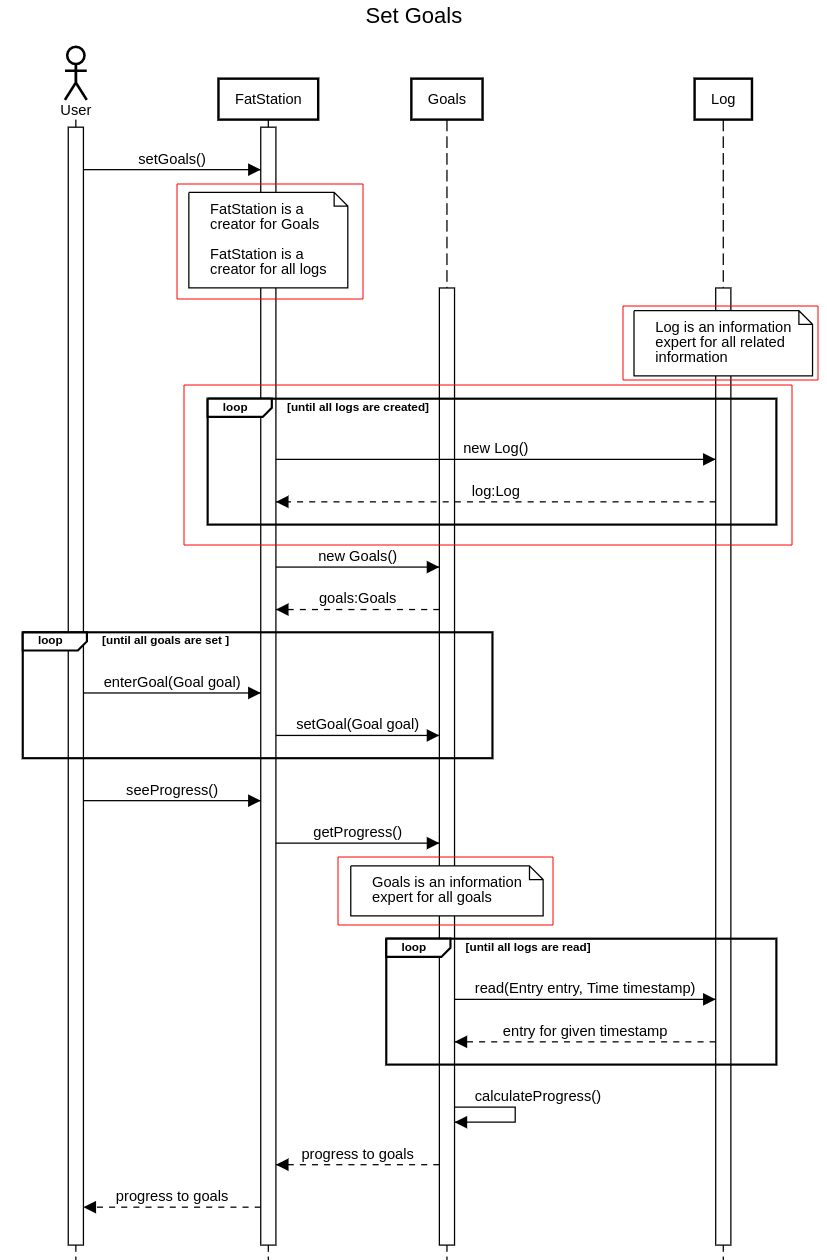 Set Goals
User
FatStation
Goals
Log
setGoals()
FatStation is a
creator for Goals
FatStation is a
creator for all logs
Log is an information
expert for all related
information
loop
[until all logs are created]
new Log()
log:Log
new Goals()
goals:Goals
loop
[until all goals are set ]
enterGoal(Goal goal)
setGoal(Goal goal)
seeProgress()
getProgress()
Goals is an information
expert for all goals
loop
[until all logs are read]
read(Entry entry, Time timestamp)
entry for given timestamp
calculateProgress()
progress to goals
progress to goals